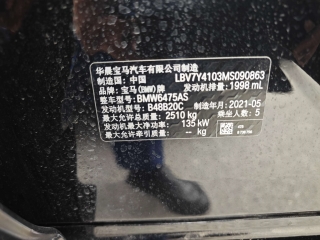 华晨宝马汽车有限公司制造
制造国：中国 LBV7Y4103MS090863
品牌：宝马(BMW)牌 发动机排量：1998 mL
整车型号：BMW6475AS
发动机型号：B48B20C 制造年月：2021-05
最大允许总质量：2510 kg 乘坐人数：5
发动机最大净功率：135 kW
最大允许牵引质量：-- kg